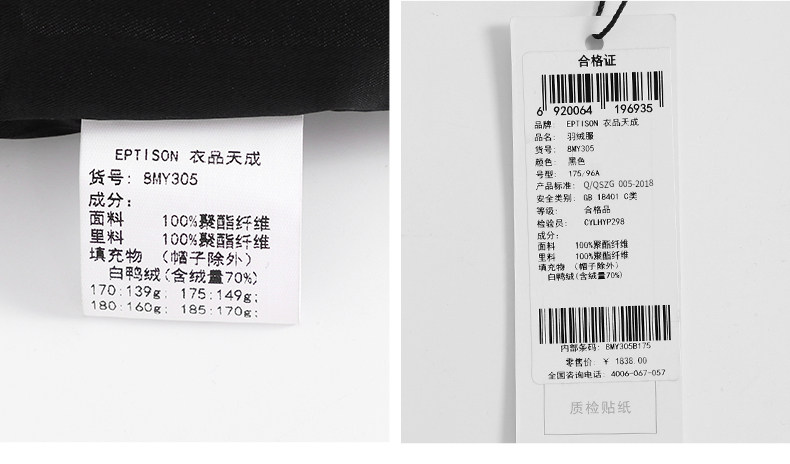 EPTISON 衣品天成
货号: 8MY305
成分:
面料 100%聚酯纤维
里料 100%聚酯纤维
填充物 (帽子除外)
白鸭绒(含绒量70%)
170:139g; 175:149g;
180:160g; 185:170g;
合格证
6 920064 196935
品牌: EPTISON 衣品天成
品名: 羽绒服
货号: 8MY305
颜色: 黑色
号型: 175/96A
产品标准: Q/QSZG 005-2018
安全类别: GB 18401 C类
等级: 合格品
检验员: CYLHYP298
成分:
面料 100%聚酯纤维
里料 100%聚酯纤维
填充物 (帽子除外)
白鸭绒(含绒量70%)
内部条码: 8MY305B175
零售价: ¥ 1838.00
全国咨询电话: 4006-067-057
质检贴纸